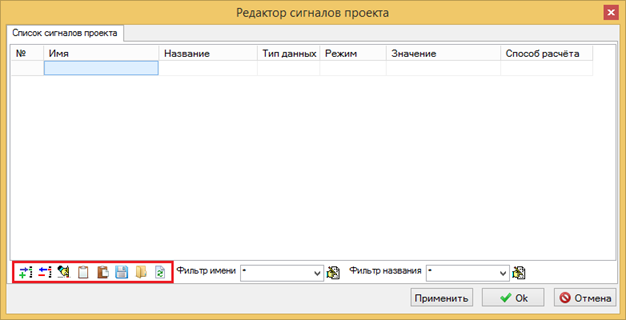 Редактор сигналов проекта
Список сигналов проекта
№ Имя Название Тип данных Режим Значение Способ расчёта
Фильтр имени * Фильтр названия *
Применить Ok Отмена